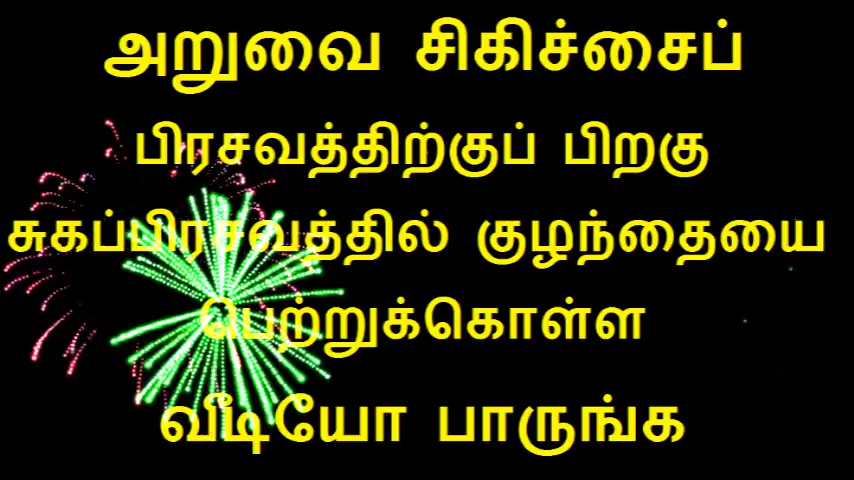 அறுவை சிகிச்சைப்
பிரசவத்திற்குப் பிறகு
சுகப்பிரசவத்தில் குழந்தையை
பெற்றுக்கொள்ள
வீடியோ பாருங்க